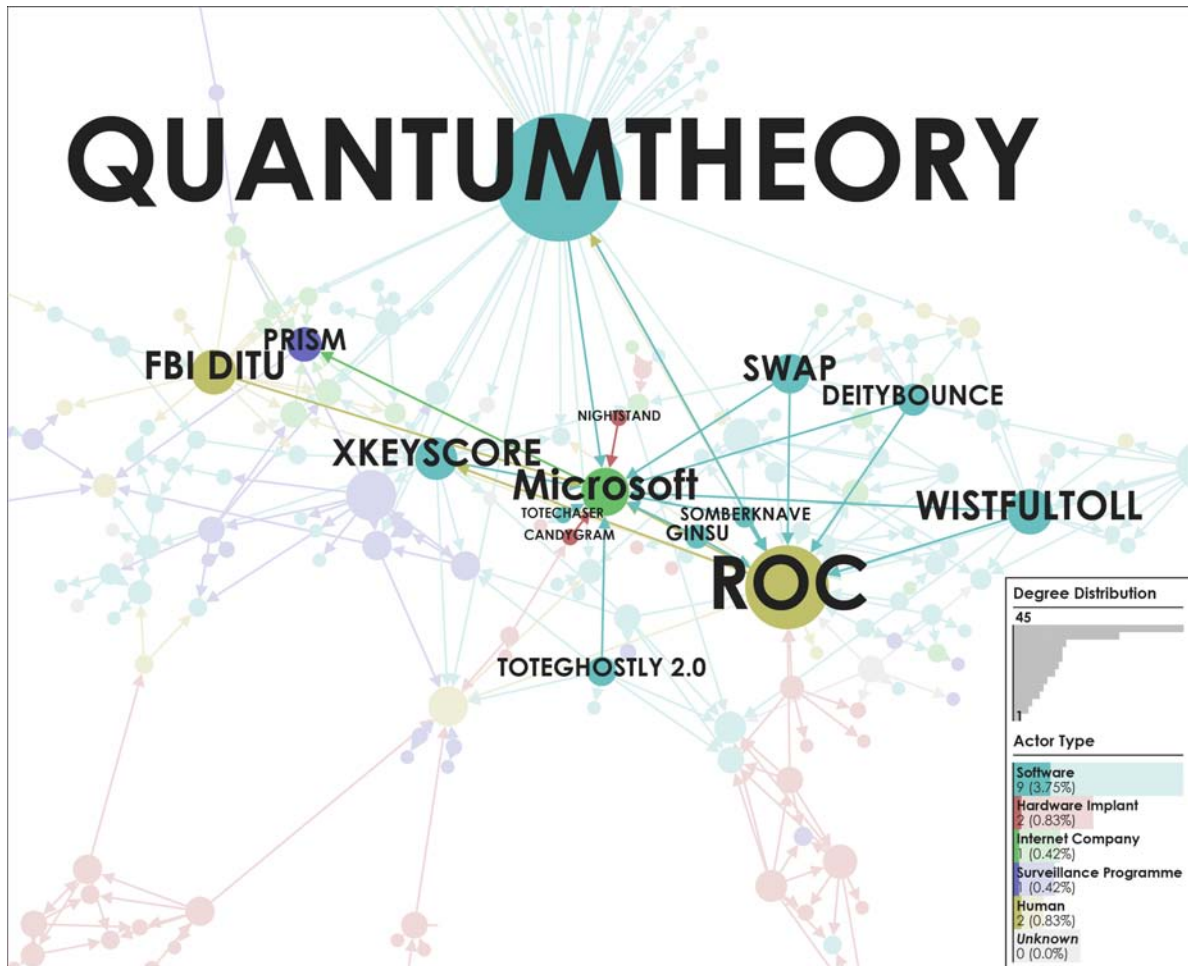 QUANTUMTHEORY
PRISM
FBI DITU
SWAP
DEITYBOUNCE
NIGHTSTAND
XKEYSCORE
Microsoft
WISTFULTOLL
TOTECHASER
SOMBERKNAVE
CANDYGRAM
GINSU
ROC
TOTEGHOSTLY 2.0
Degree Distribution
45
1
Actor Type
Software
9 (3.75%)
Hardware Implant
2 (0.83%)
Internet Company
1 (0.42%)
Surveillance Programme
1 (0.42%)
Human
2 (0.83%)
Unknown
0 (0.0%)